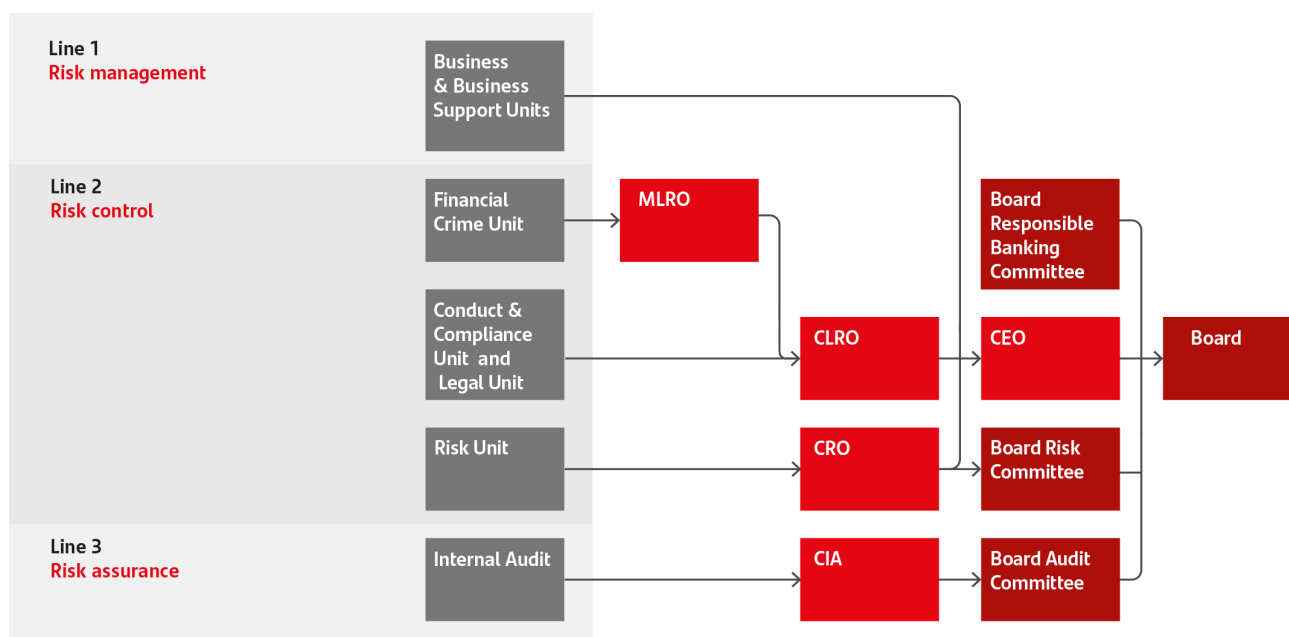 Line 1
Risk management
Business
& Business
Support Units
Line 2
Risk control
Financial
Crime Unit
MLRO
Board
Responsible
Banking
Committee
Conduct &
Compliance
Unit and
Legal Unit
CLRO
CEO
Board
Risk Unit
CRO
Board Risk
Committee
Line 3
Risk assurance
Internal Audit
CIA
Board Audit
Committee